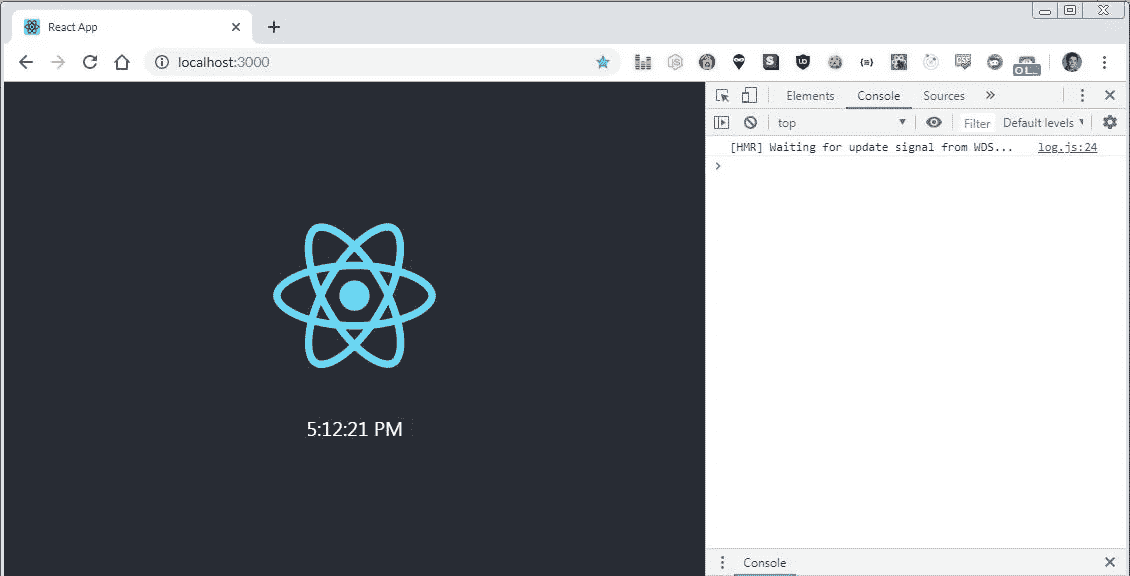 React App
localhost:3000
Elements Console Sources
top Filter Default levels
[HMR] Waiting for update signal from WDS... log.js:24
5:12:21 PM
Console